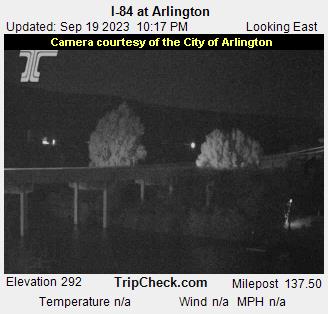 I-84 at Arlington
Updated: Sep 19 2023 10:17 PM Looking East
Camera courtesy of the City of Arlington
Elevation 292 TripCheck.com Milepost 137.50
Temperature n/a Wind n/a MPH n/a